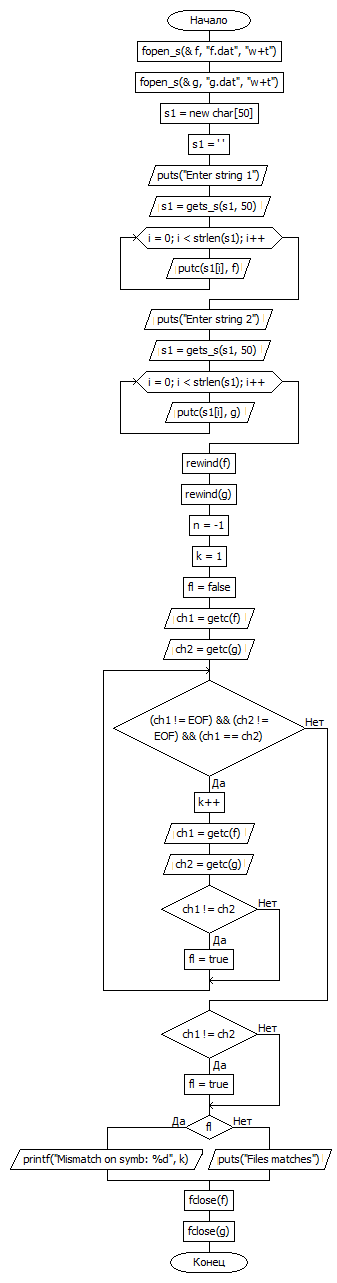 Начало
fopen_s(& f, "f.dat", "w+t")
fopen_s(& g, "g.dat", "w+t")
s1 = new char[50]
s1 = ' '
puts("Enter string 1")
s1 = gets_s(s1, 50)
i = 0; i < strlen(s1); i++
putc(s1[i], f)
puts("Enter string 2")
s1 = gets_s(s1, 50)
i = 0; i < strlen(s1); i++
putc(s1[i], g)
rewind(f)
rewind(g)
n = -1
k = 1
fl = false
ch1 = getc(f)
ch2 = getc(g)
(ch1 != EOF) && (ch2 !=
EOF) && (ch1 == ch2)
Нет
Да
k++
ch1 = getc(f)
ch2 = getc(g)
ch1 != ch2
Нет
Да
fl = true
ch1 != ch2
Нет
Да
fl = true
Да
fl
Нет
printf("Mismatch on symb: %d", k)
puts("Files matches")
fclose(f)
fclose(g)
Конец